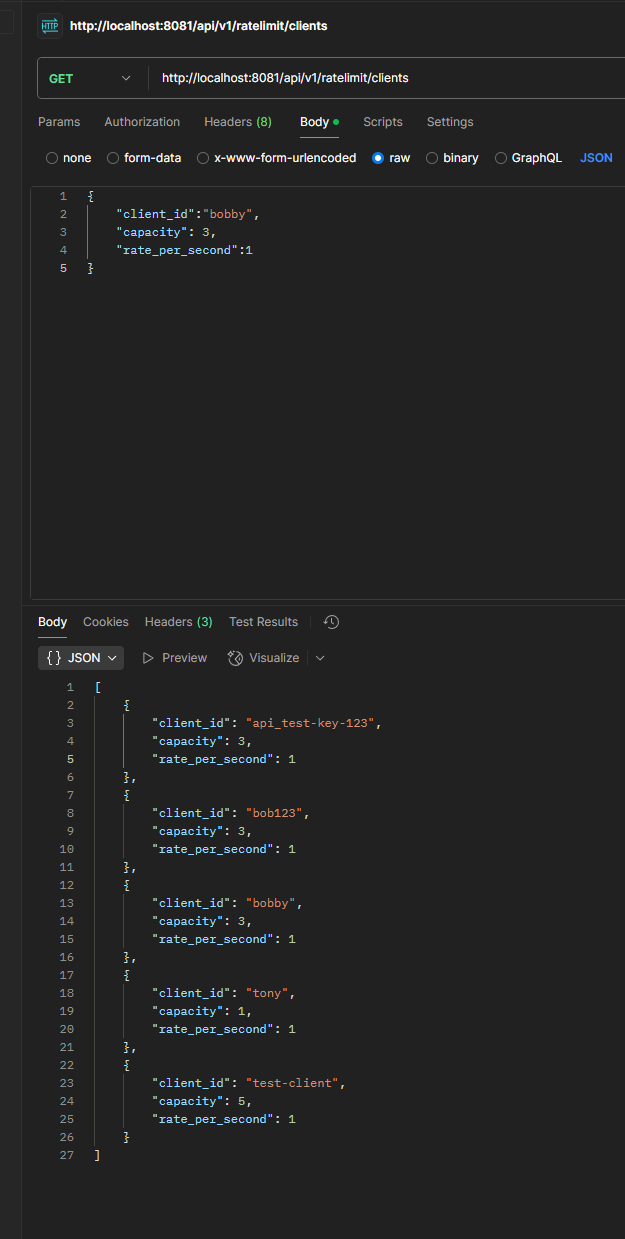 HTTP http://localhost:8081/api/v1/ratelimit/clients
GET http://localhost:8081/api/v1/ratelimit/clients
Params Authorization Headers (8) Body Scripts Settings
none form-data x-www-form-urlencoded raw binary GraphQL JSON
1 {
2 "client_id":"bobby",
3 "capacity": 3,
4 "rate_per_second":1
5 }
Body Cookies Headers (3) Test Results
{} JSON Preview Visualize
1 [
2 {
3 "client_id": "api_test-key-123",
4 "capacity": 3,
5 "rate_per_second": 1
6 },
7 {
8 "client_id": "bob123",
9 "capacity": 3,
10 "rate_per_second": 1
11 },
12 {
13 "client_id": "bobby",
14 "capacity": 3,
15 "rate_per_second": 1
16 },
17 {
18 "client_id": "tony",
19 "capacity": 1,
20 "rate_per_second": 1
21 },
22 {
23 "client_id": "test-client",
24 "capacity": 5,
25 "rate_per_second": 1
26 }
27 ]